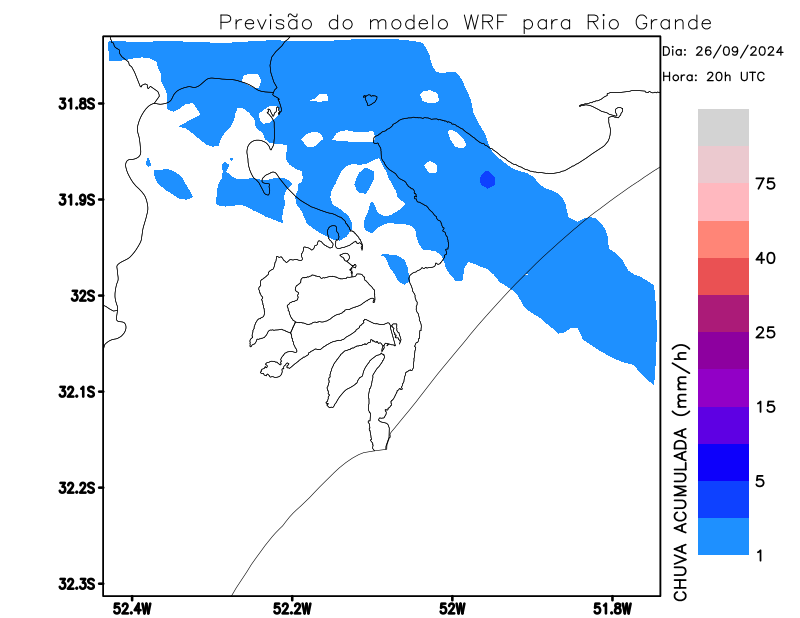 Previsão do modelo WRF para Rio Grande
Dia: 26/09/2024
Hora: 20h UTC
31.8S
31.9S
32S
32.1S
32.2S
32.3S
52.4W
52.2W
52W
51.8W
75
40
25
15
5
1
CHUVA ACUMULADA (mm/h)